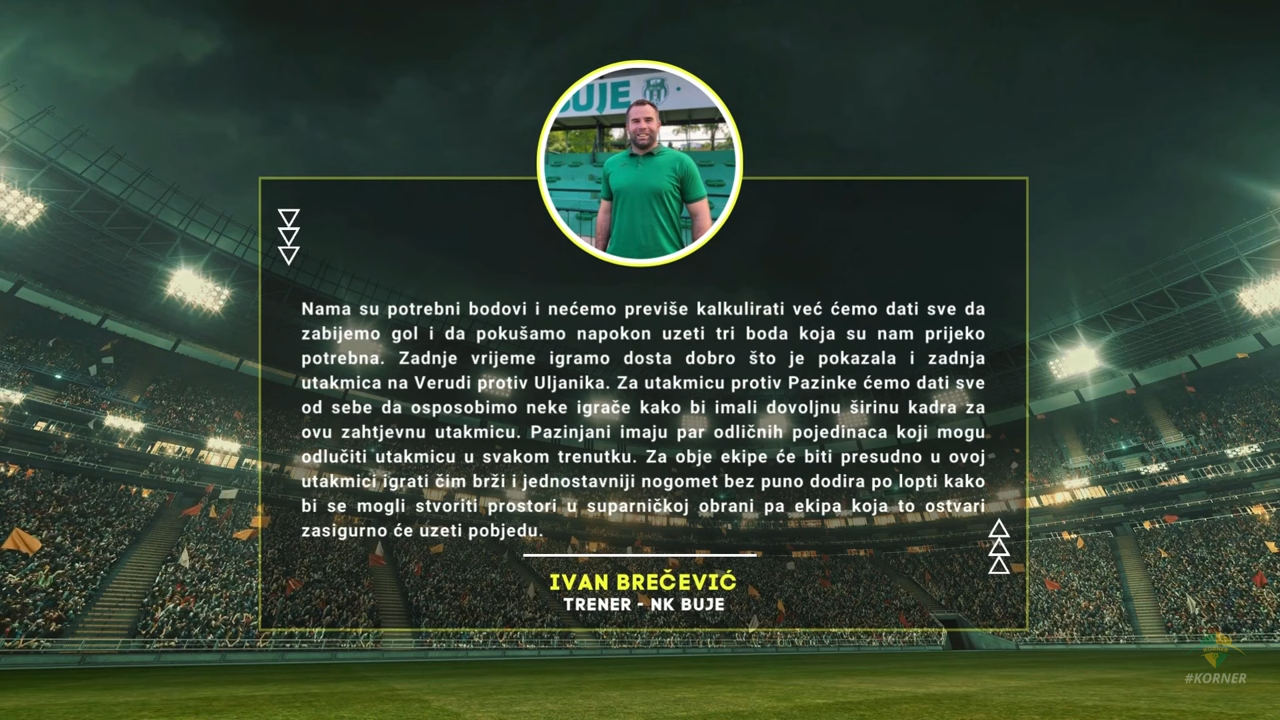 BUJE
Nama su potrebni bodovi i nećemo previše kalkulirati već ćemo dati sve da
zabijemo gol i da pokušamo napokon uzeti tri boda koja su nam prijeko
potrebna. Zadnje vrijeme igramo dosta dobro što je pokazala i zadnja
utakmica na Verudi protiv Uljanika. Za utakmicu protiv Pazinke ćemo dati sve
od sebe da osposobimo neke igrače kako bi imali dovoljnu širinu kadra za
ovu zahtjevnu utakmicu. Pazinjani imaju par odličnih pojedinaca koji mogu
odlučiti utakmicu u svakom trenutku. Za obje ekipe će biti presudno u ovoj
utakmici igrati čim brži i jednostavniji nogomet bez puno dodira po lopti kako
bi se mogli stvoriti prostori u suparničkoj obrani pa ekipa koja to ostvari
zasigurno će uzeti pobjedu.
IVAN BREČEVIĆ
TRENER - NK BUJE
KORNER
#KORNER